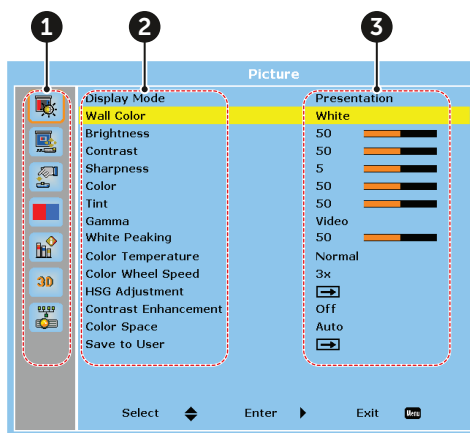 1 2 3
Picture
Display Mode Presentation
Wall Color White
Brightness 50
Contrast 50
Sharpness 5
Color 50
Tint 50
Gamma Video
White Peaking 50
Color Temperature Normal
Color Wheel Speed 3x
HSG Adjustment
Contrast Enhancement Off
Color Space Auto
Save to User
3D
Select Enter Exit Menu